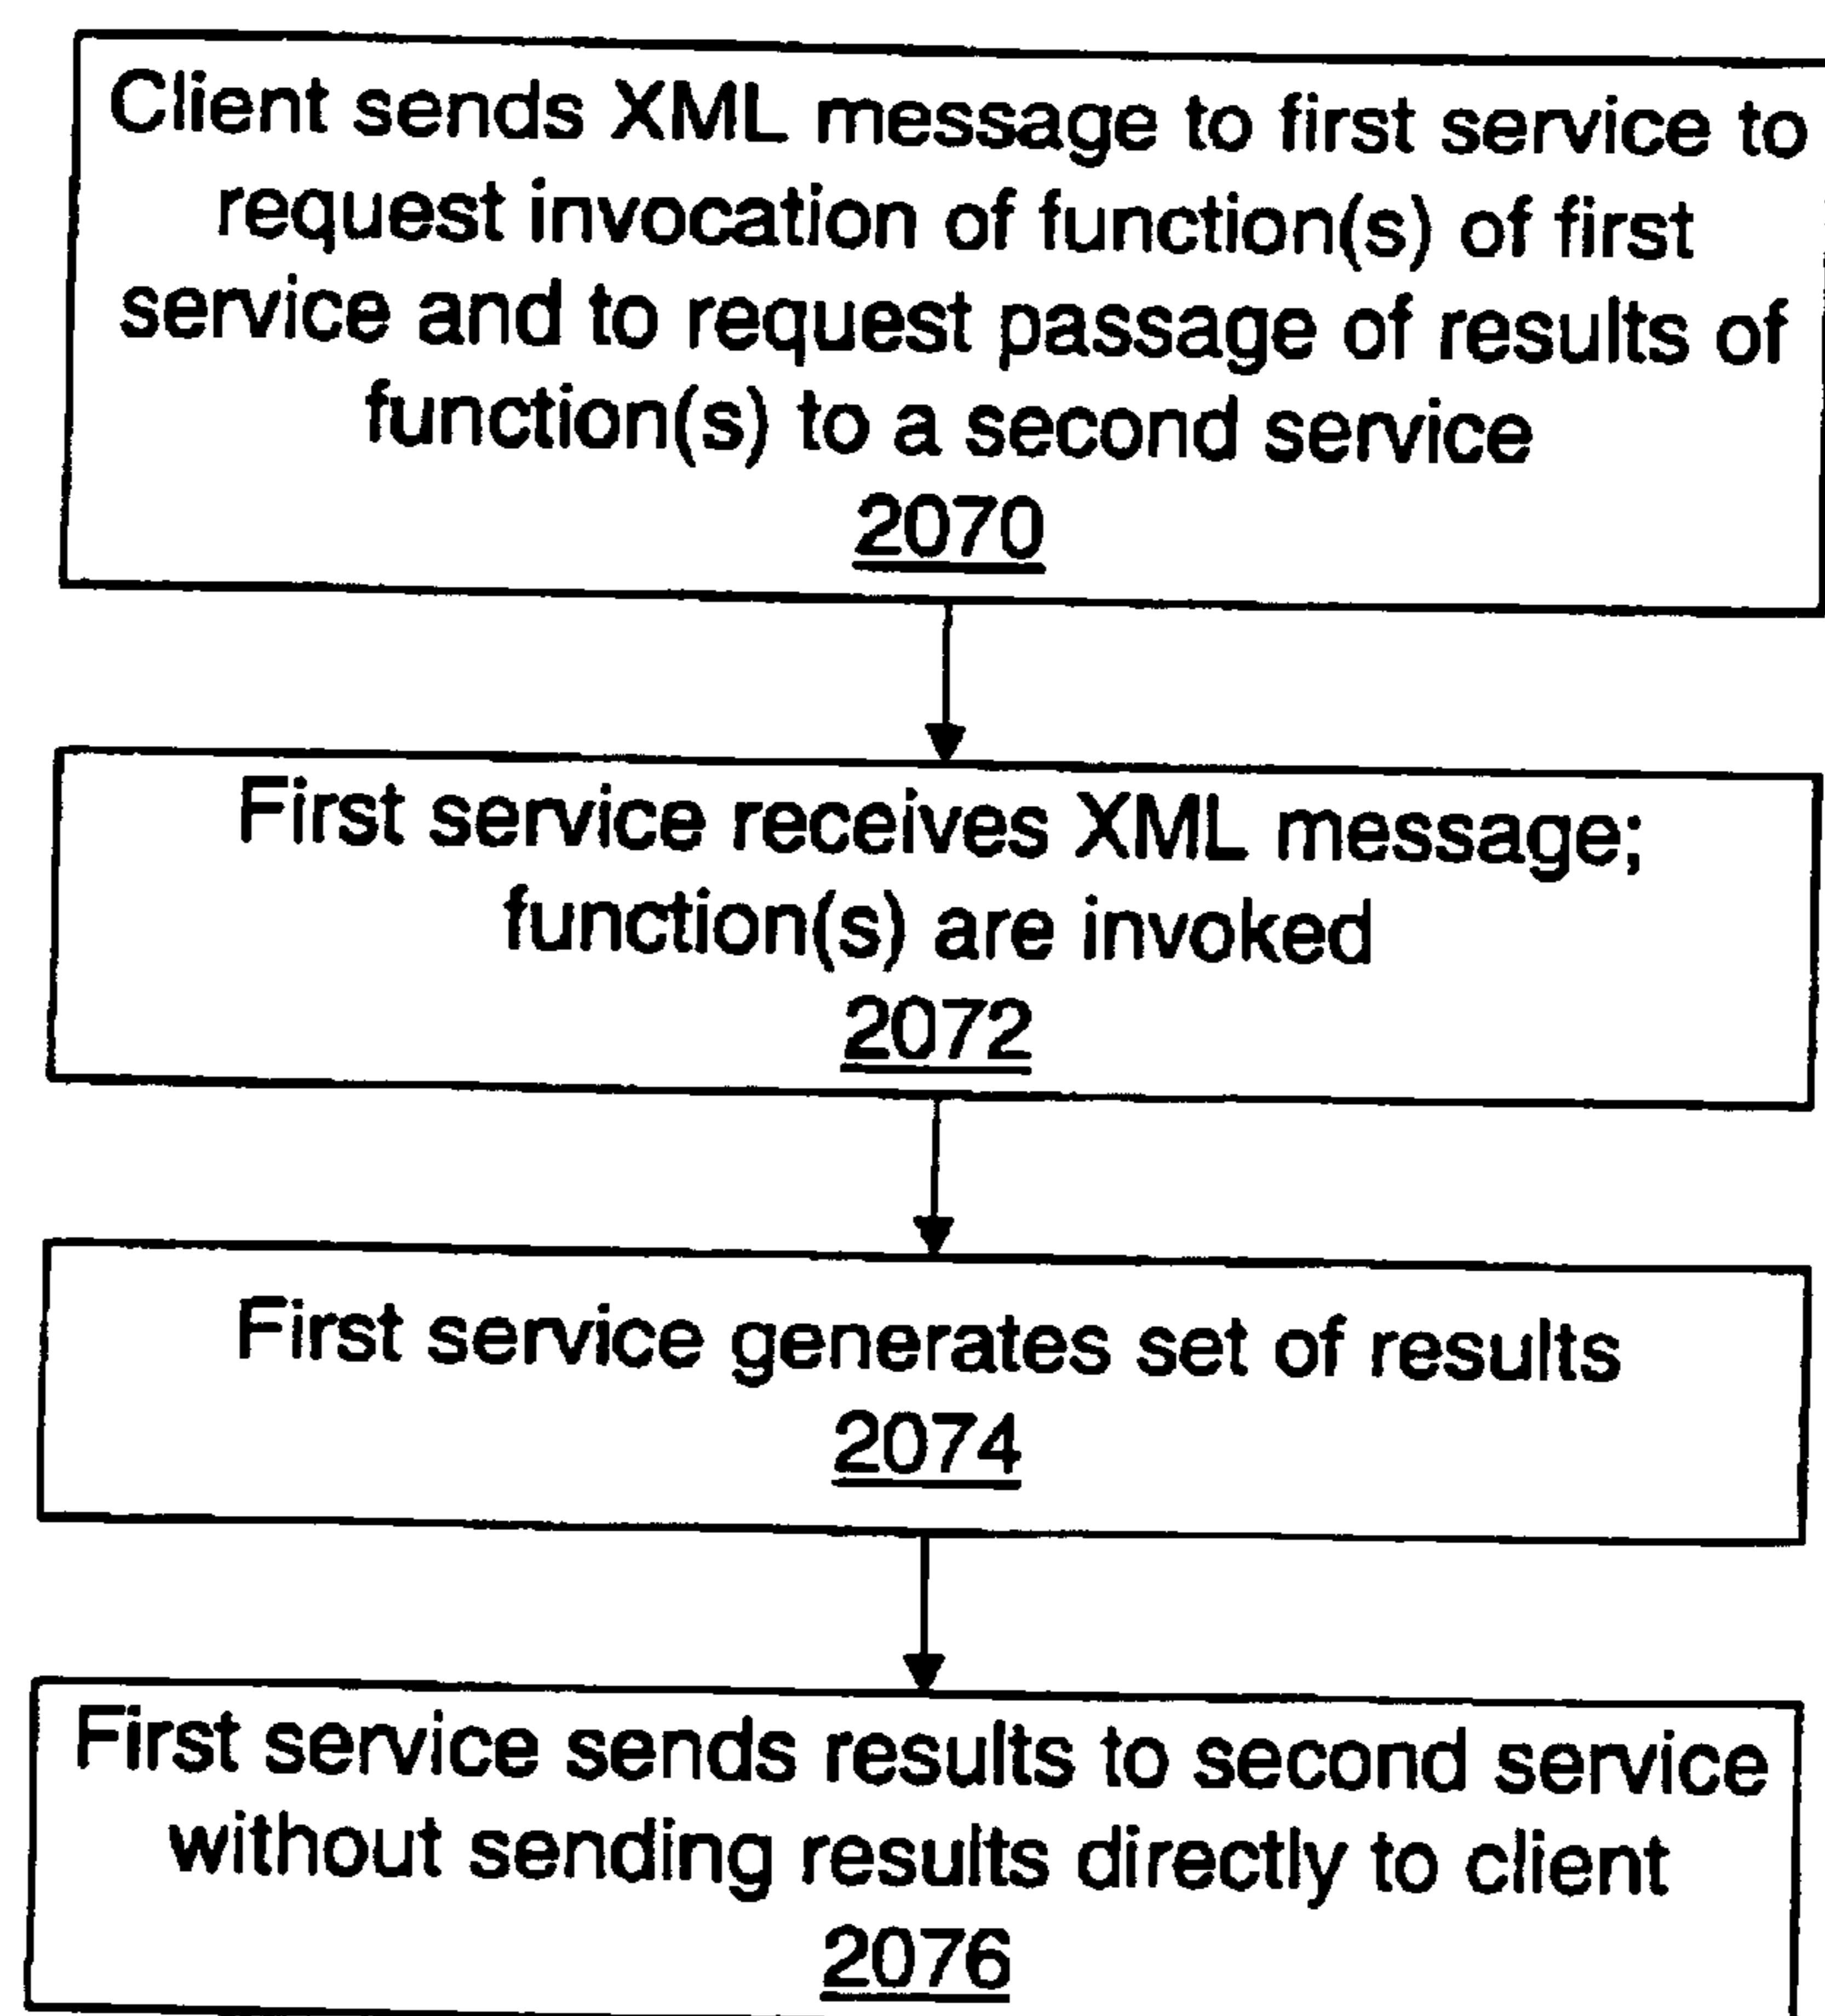 Client sends XML message to first service to
request invocation of function(s) of first
service and to request passage of results of
function(s) to a second service
2070
First service receives XML message;
function(s) are invoked
2072
First service generates set of results
2074
First service sends results to second service
without sending results directly to client
2076